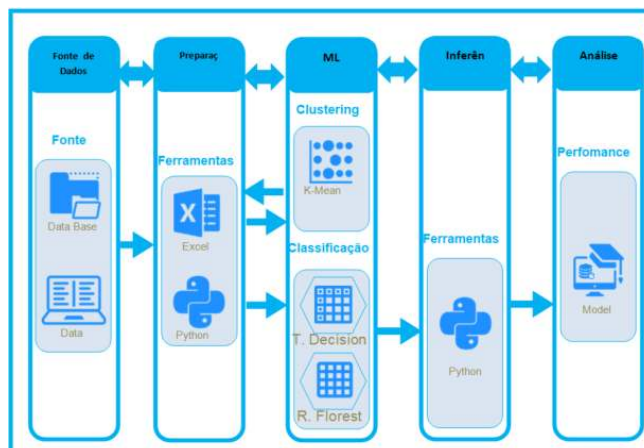 Fonte de
Dados
Preparaç
ML
Inferên
Análise
Fonte
Data Base
Data
Ferramentas
Excel
Python
Clustering
K-Mean
Classificação
T. Decision
R. Florest
Ferramentas
Python
Perfomance
Model